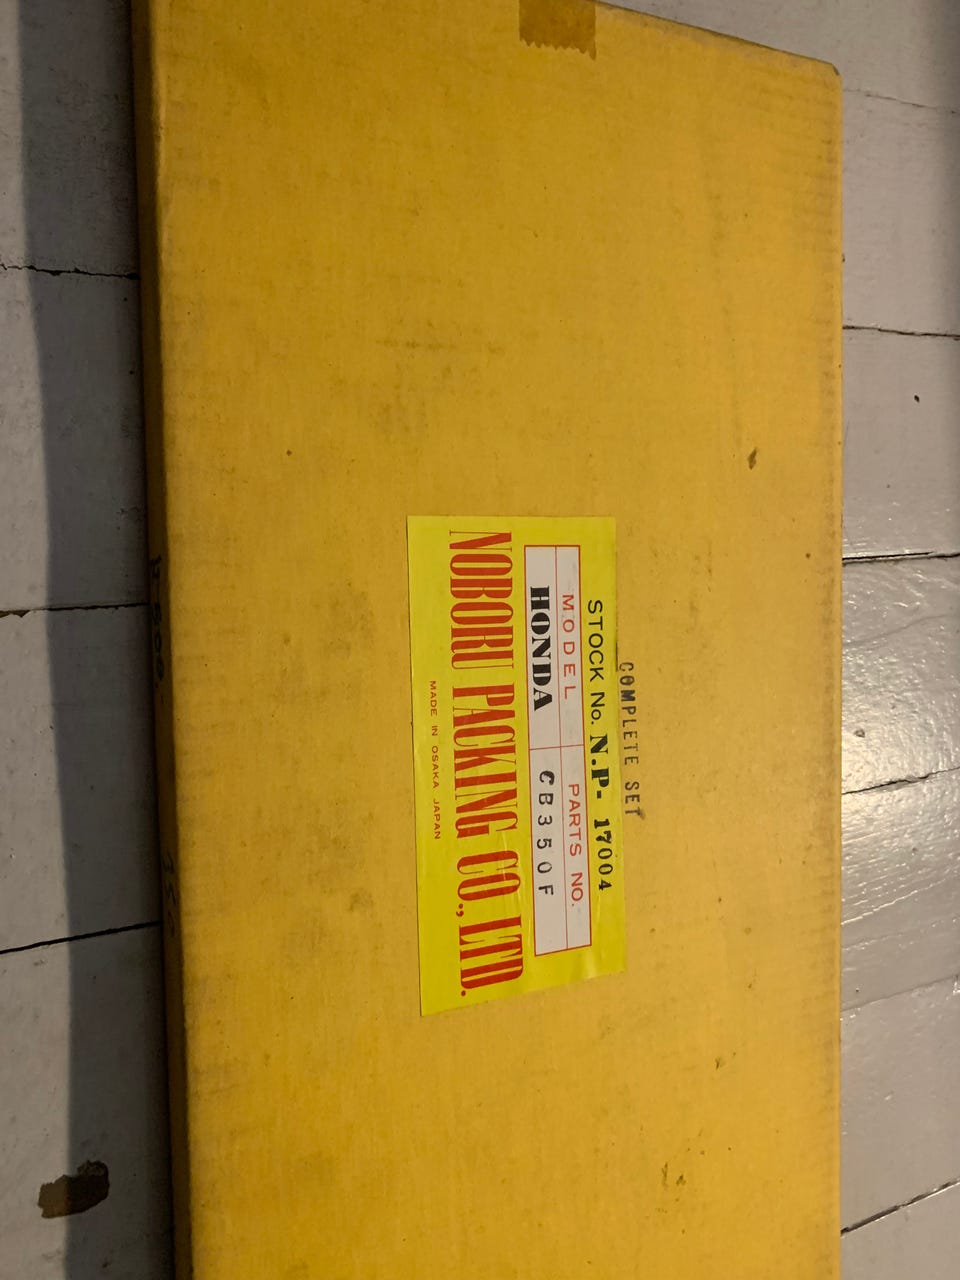 COMPLETE SET
STOCK No. N.P- 17004
MODEL PARTS NO.
HONDA CB350F
NOBORU PACKING CO., LTD.
MADE IN OSAKA JAPAN